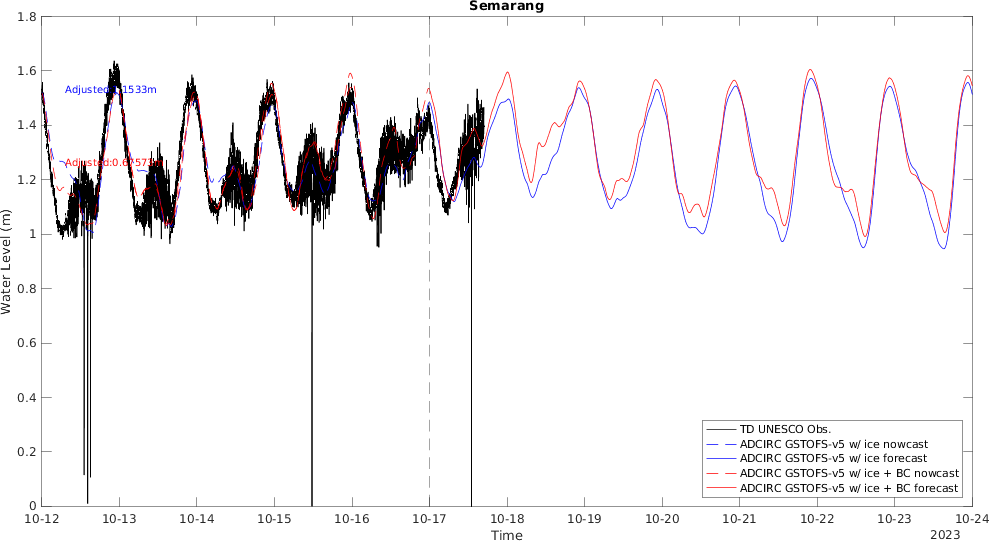 Semarang
1.8
1.6
1.4
1.2
1
0.8
0.6
0.4
0.2
0
Water Level (m)
TD UNESCO Obs.
ADCIRC GSTOFS-v5 w/ ice nowcast
ADCIRC GSTOFS-v5 w/ ice forecast
ADCIRC GSTOFS-v5 w/ ice + BC nowcast
ADCIRC GSTOFS-v5 w/ ice + BC forecast
10-12 10-13 10-14 10-15 10-16 10-17 10-18 10-19 10-20 10-21 10-22 10-23 10-24
Time
2023